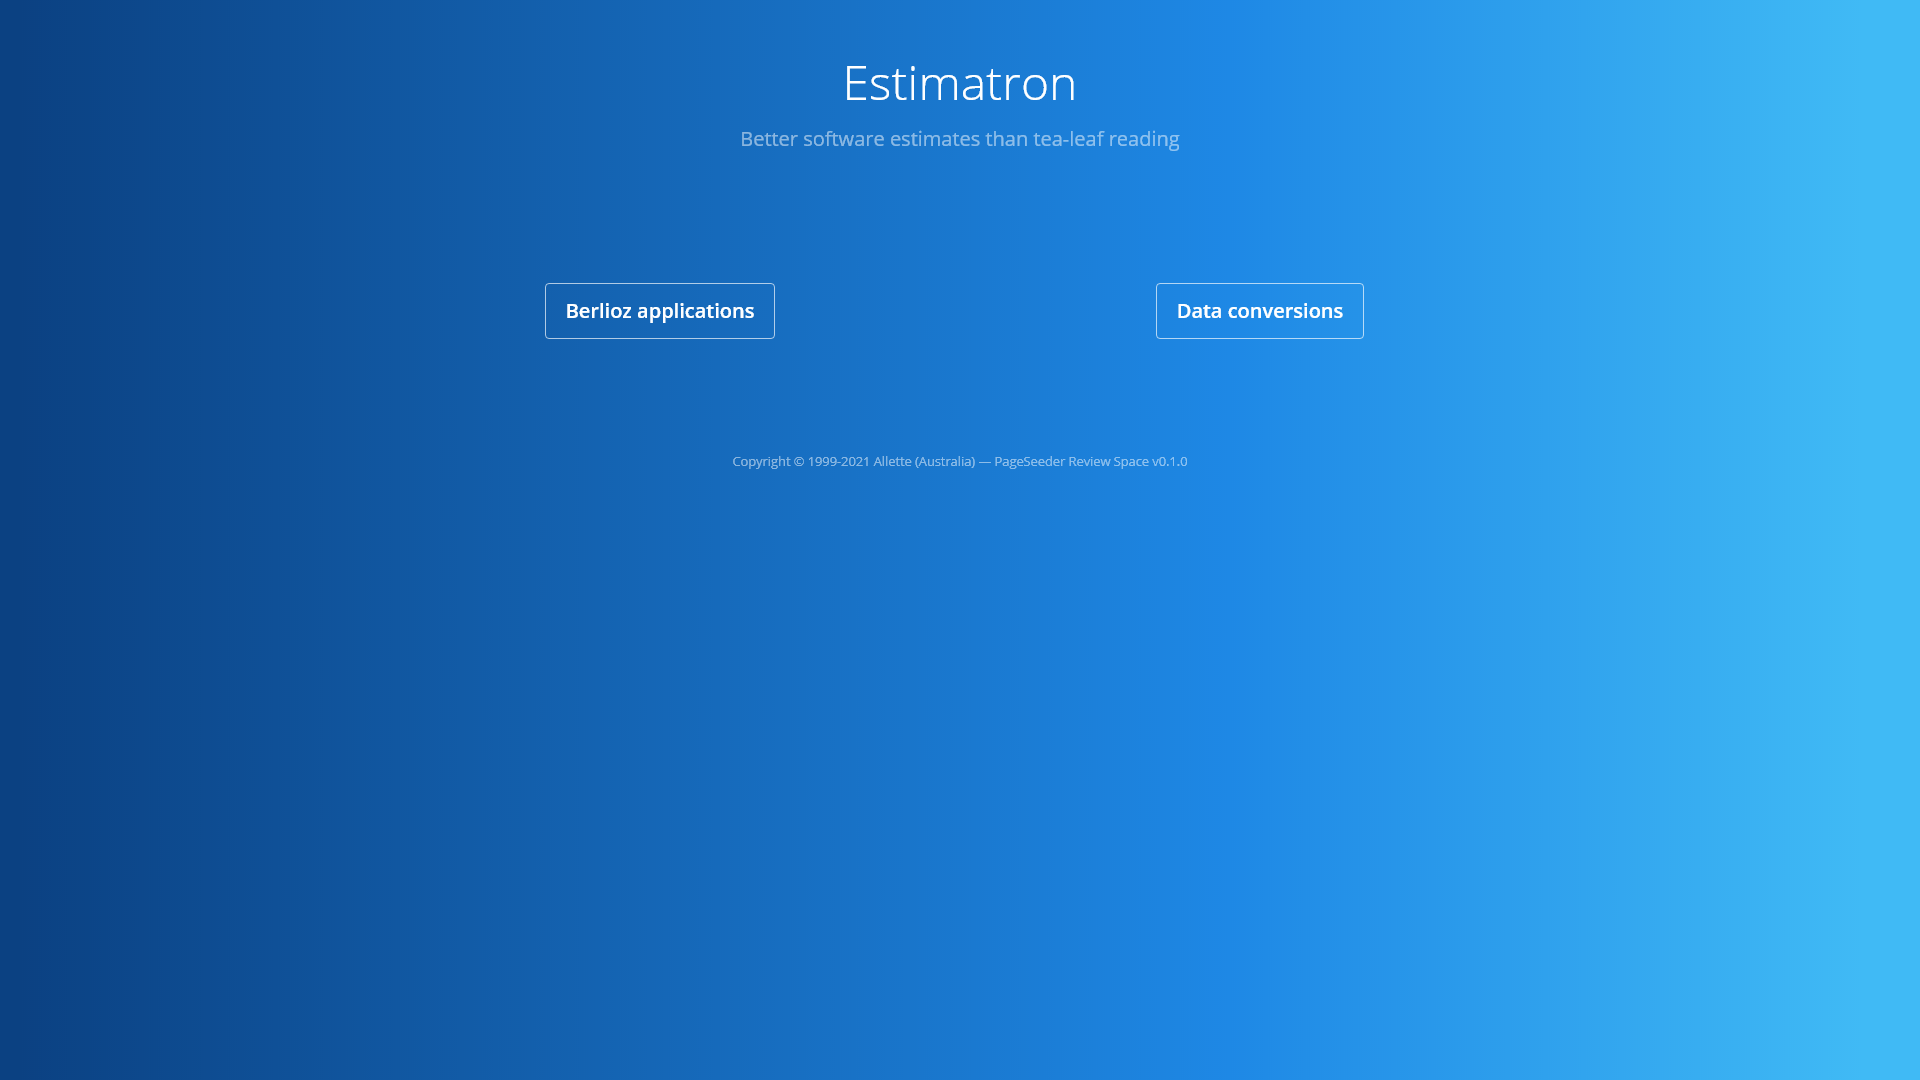 Estimatron
Better software estimates than tea-leaf reading
Berlioz applications
Data conversions
Copyright © 1999-2021 Allette (Australia) — PageSeeder Review Space v0.1.0